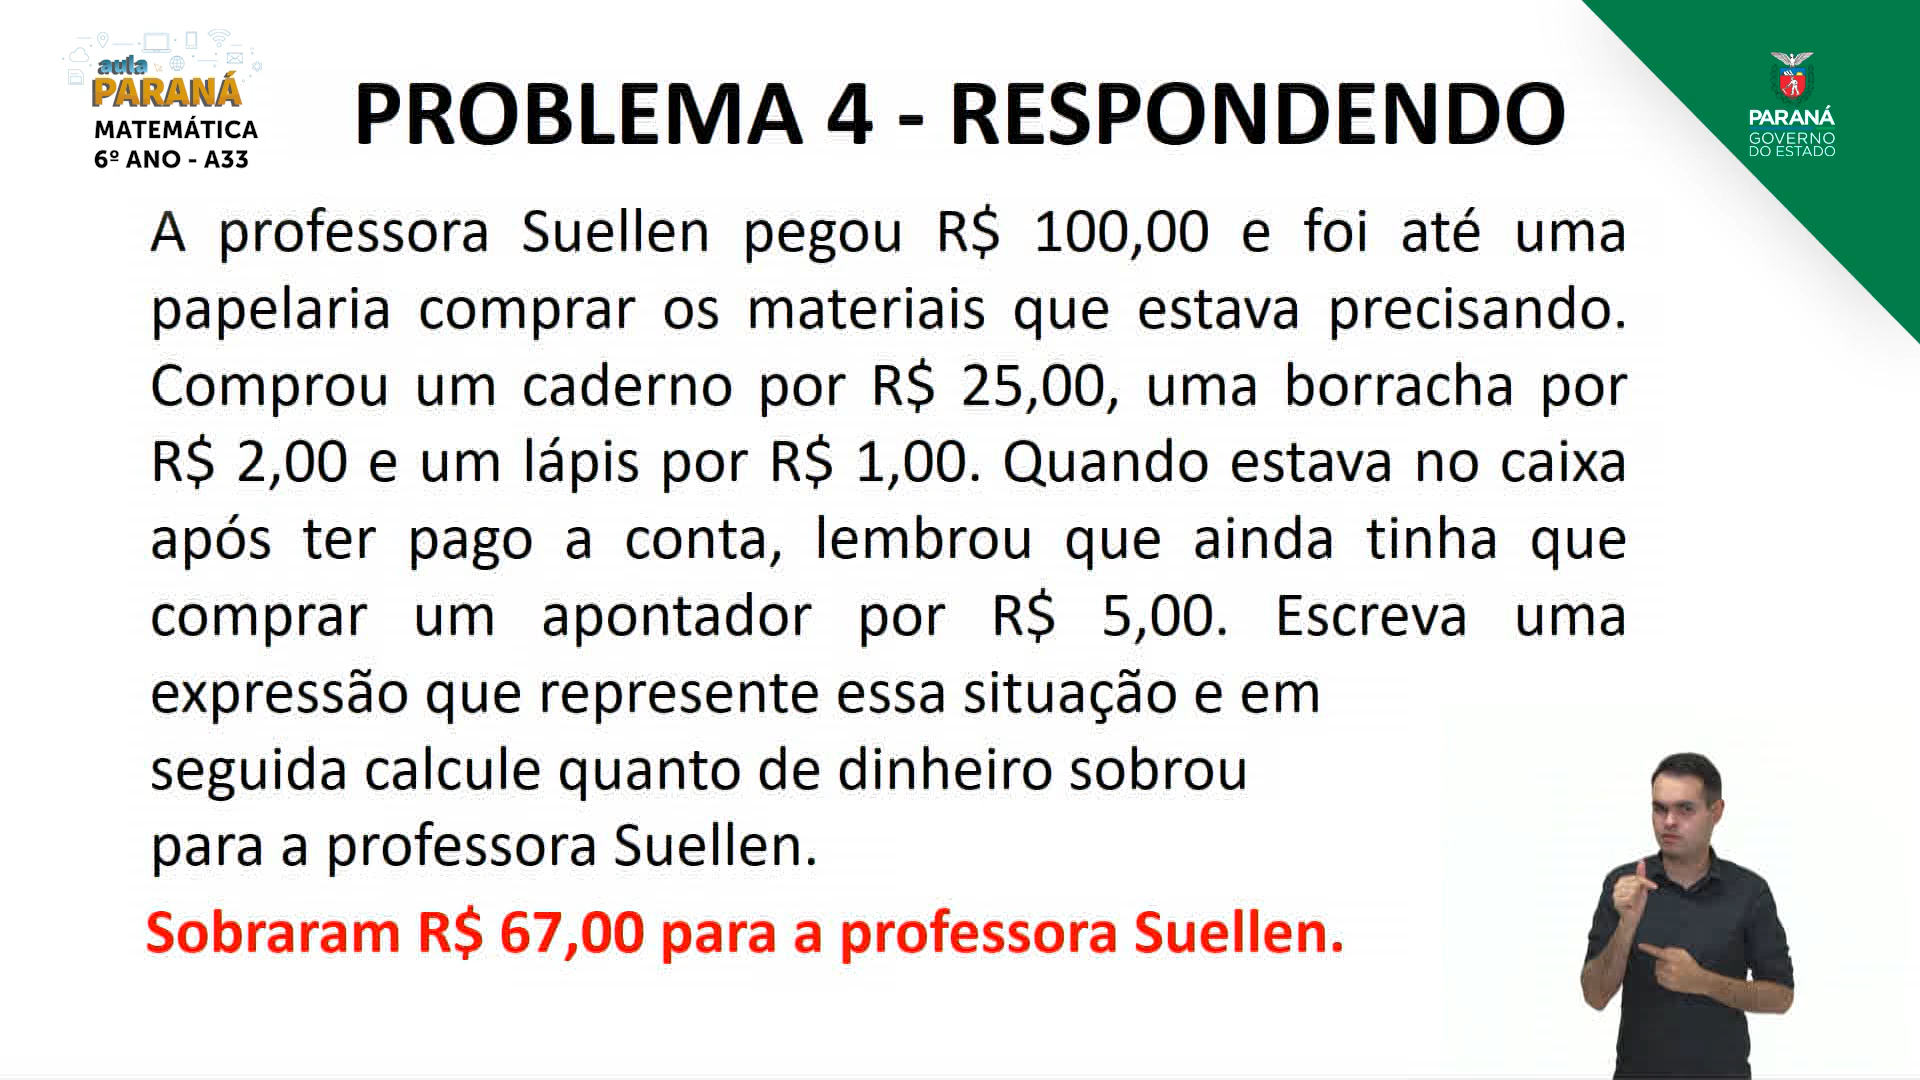 aula
PARANÁ
MATEMÁTICA
6º ANO - A33
PROBLEMA 4 - RESPONDENDO
PARANÁ
GOVERNO
DO ESTADO
A professora Suellen pegou R$ 100,00 e foi até uma
papelaria comprar os materiais que estava precisando.
Comprou um caderno por R$ 25,00, uma borracha por
R$ 2,00 e um lápis por R$ 1,00. Quando estava no caixa
após ter pago a conta, lembrou que ainda tinha que
comprar um apontador por R$ 5,00. Escreva uma
expressão que represente essa situação e em
seguida calcule quanto de dinheiro sobrou
para a professora Suellen.
Sobraram R$ 67,00 para a professora Suellen.